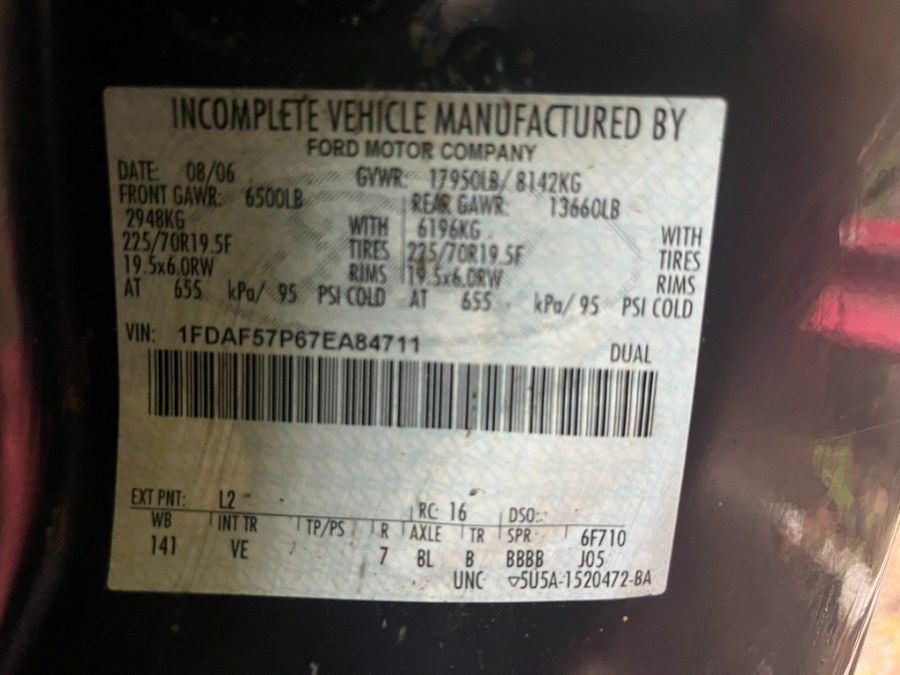 INCOMPLETE VEHICLE MANUFACTURED BY
FORD MOTOR COMPANY
DATE: 08/06 GVWR: 17950LB/ 8142KG
FRONT GAWR: 6500LB REAR GAWR: 13660LB
2948KG WITH 6196KG WITH
225/70R19.5F TIRES 225/70R19.5F TIRES
19.5x6.0RW RIMS 19.5x6.0RW RIMS
AT 655 kPa/ 95 PSI COLD AT 655 kPa/ 95 PSI COLD
VIN: 1FDAF57P67EA84711 DUAL
EXT PNT: L2 RC: 16 DSO:
WB INT TR TP/PS R AXLE TR SPR 6F710
141 VE 7 BL B BBBB J05
UNC ▽5U5A-1520472-BA